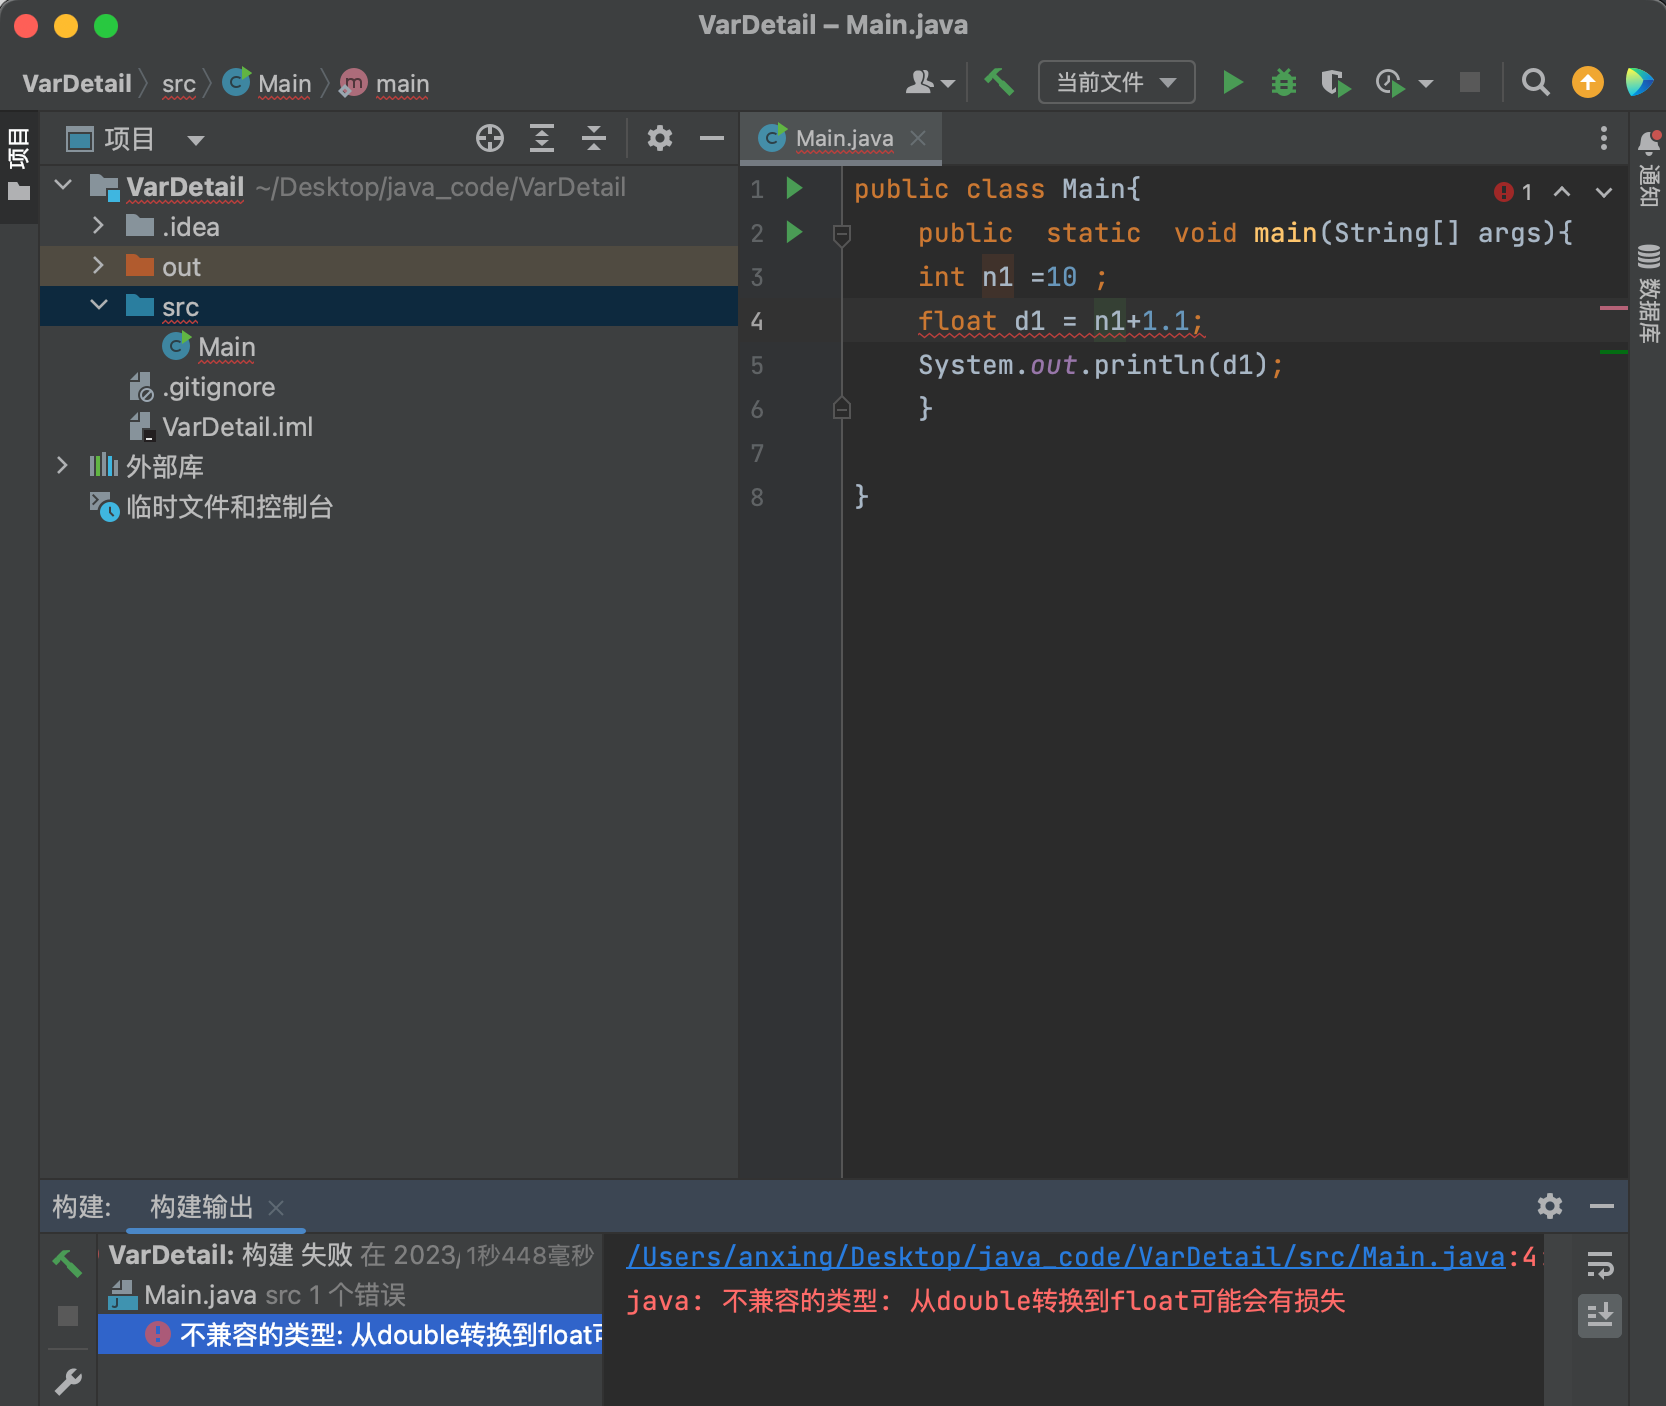 VarDetail – Main.java
VarDetail src Main main
当前文件
项目
项目
VarDetail ~/Desktop/java_code/VarDetail
.idea
out
src
Main
.gitignore
VarDetail.iml
外部库
临时文件和控制台
Main.java
1 public class Main{
2 public static void main(String[] args){
3 int n1 =10 ;
4 float d1 = n1+1.1;
5 System.out.println(d1);
6 }
7
8 }
1
通知
数据库
构建: 构建输出
VarDetail: 构建 失败 在 2023/ 1秒448毫秒
Main.java src 1 个错误
不兼容的类型: 从double转换到float
/Users/anxing/Desktop/java_code/VarDetail/src/Main.java:4
java: 不兼容的类型: 从double转换到float可能会有损失